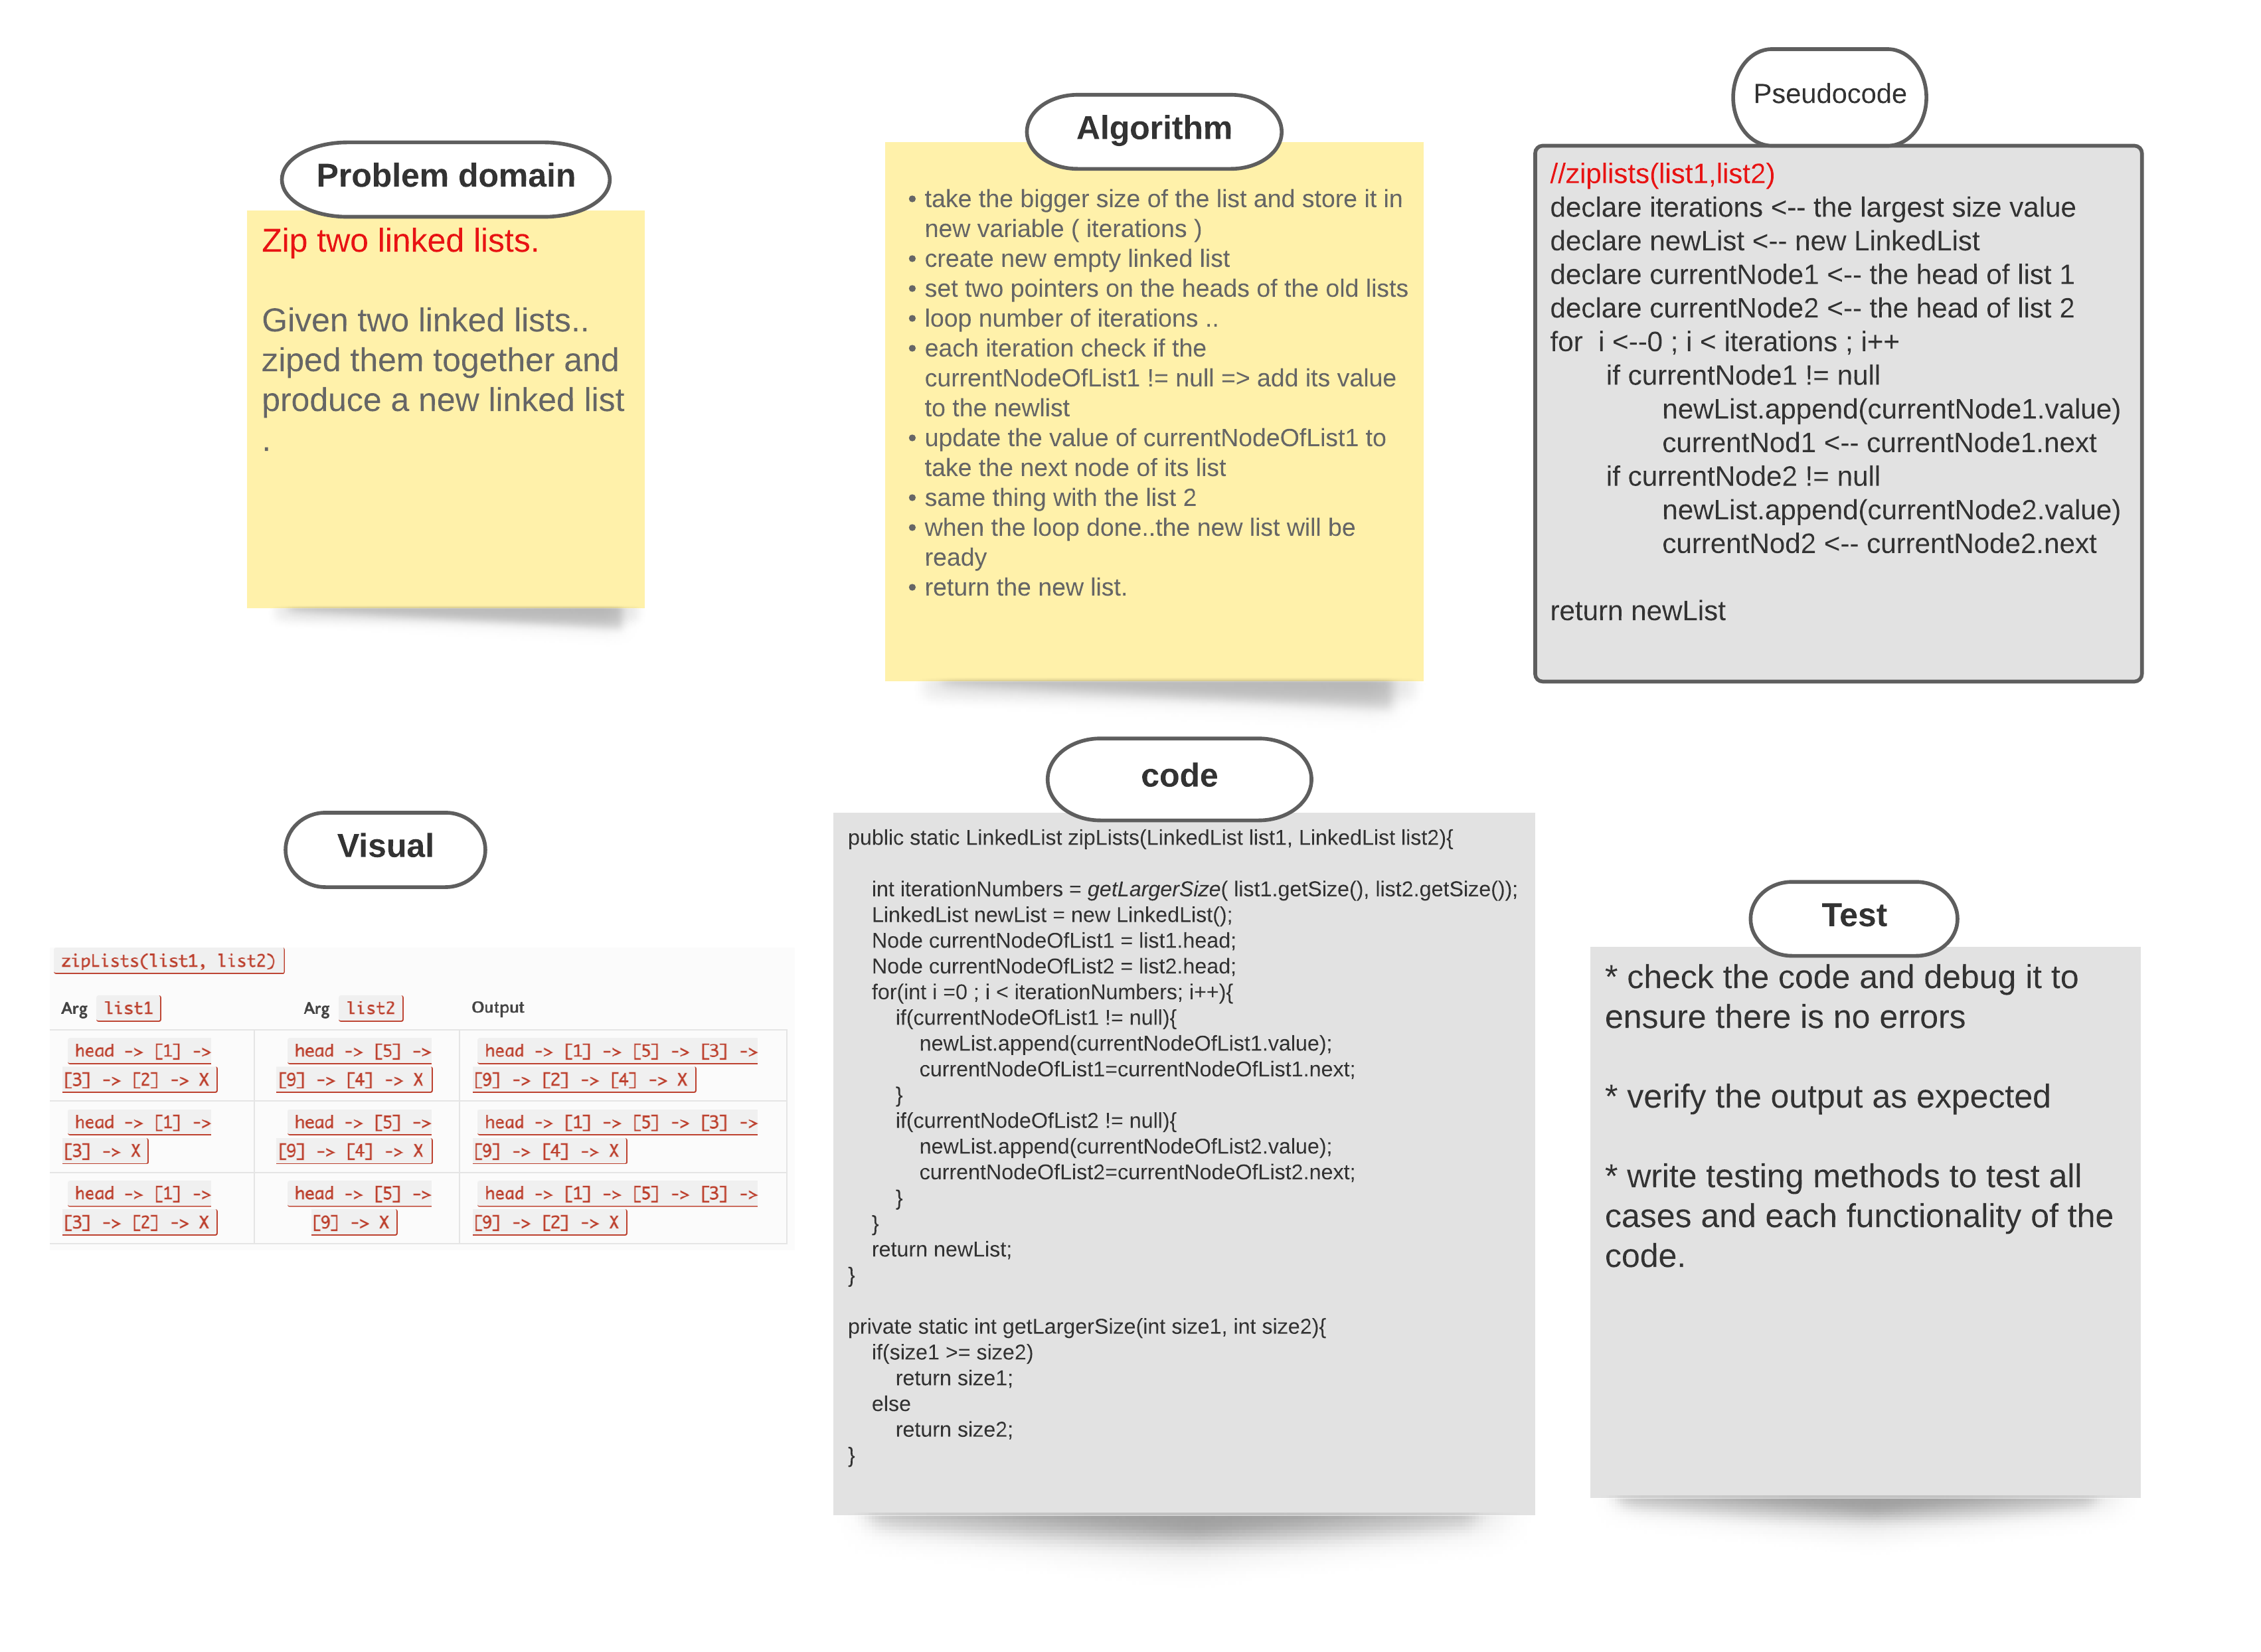 Problem domain
Zip two linked lists.
Given two linked lists..
ziped them together and
produce a new linked list
.
Algorithm
• take the bigger size of the list and store it in
new variable ( iterations )
• create new empty linked list
• set two pointers on the heads of the old lists
• loop number of iterations ..
• each iteration check if the
currentNodeOfList1 != null => add its value
to the newlist
• update the value of currentNodeOfList1 to
take the next node of its list
• same thing with the list 2
• when the loop done..the new list will be
ready
• return the new list.
Pseudocode
//ziplists(list1,list2)
declare iterations <-- the largest size value
declare newList <-- new LinkedList
declare currentNode1 <-- the head of list 1
declare currentNode2 <-- the head of list 2
for  i <--0 ; i < iterations ; i++
if currentNode1 != null
newList.append(currentNode1.value)
currentNod1 <-- currentNode1.next
if currentNode2 != null
newList.append(currentNode2.value)
currentNod2 <-- currentNode2.next
return newList
Visual
zipLists(list1, list2)
Arg list1 Arg list2 Output
head -> [1] -> head -> [5] -> head -> [1] -> [5] -> [3] ->
[3] -> [2] -> X [9] -> [4] -> X [9] -> [2] -> [4] -> X
head -> [1] -> head -> [5] -> head -> [1] -> [5] -> [3] ->
[3] -> X [9] -> [4] -> X [9] -> [4] -> X
head -> [1] -> head -> [5] -> head -> [1] -> [5] -> [3] ->
[3] -> [2] -> X [9] -> X [9] -> [2] -> X
code
public static LinkedList zipLists(LinkedList list1, LinkedList list2){
int iterationNumbers = getLargerSize( list1.getSize(), list2.getSize());
LinkedList newList = new LinkedList();
Node currentNodeOfList1 = list1.head;
Node currentNodeOfList2 = list2.head;
for(int i =0 ; i < iterationNumbers; i++){
if(currentNodeOfList1 != null){
newList.append(currentNodeOfList1.value);
currentNodeOfList1=currentNodeOfList1.next;
}
if(currentNodeOfList2 != null){
newList.append(currentNodeOfList2.value);
currentNodeOfList2=currentNodeOfList2.next;
}
}
return newList;
}
private static int getLargerSize(int size1, int size2){
if(size1 >= size2)
return size1;
else
return size2;
}
Test
* check the code and debug it to
ensure there is no errors
* verify the output as expected
* write testing methods to test all
cases and each functionality of the
code.